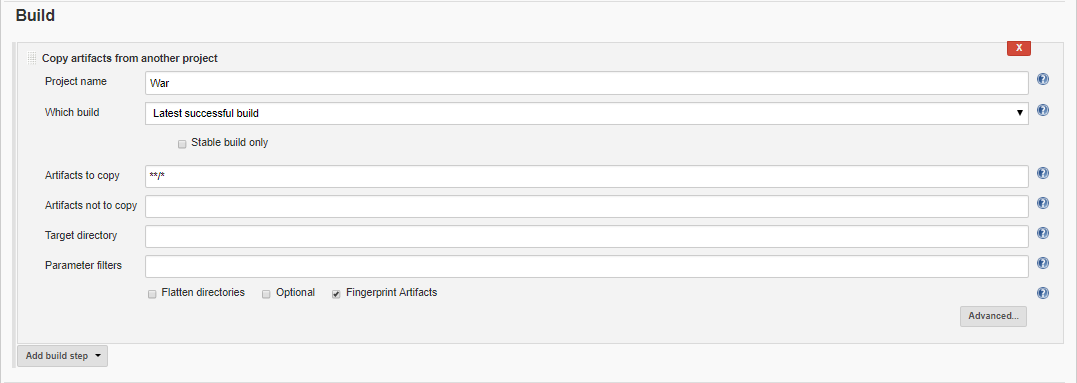 Build
X
Copy artifacts from another project
Project name War
Which build Latest successful build
Stable build only
Artifacts to copy **/*
Artifacts not to copy
Target directory
Parameter filters
Flatten directories Optional Fingerprint Artifacts
Advanced...
Add build step